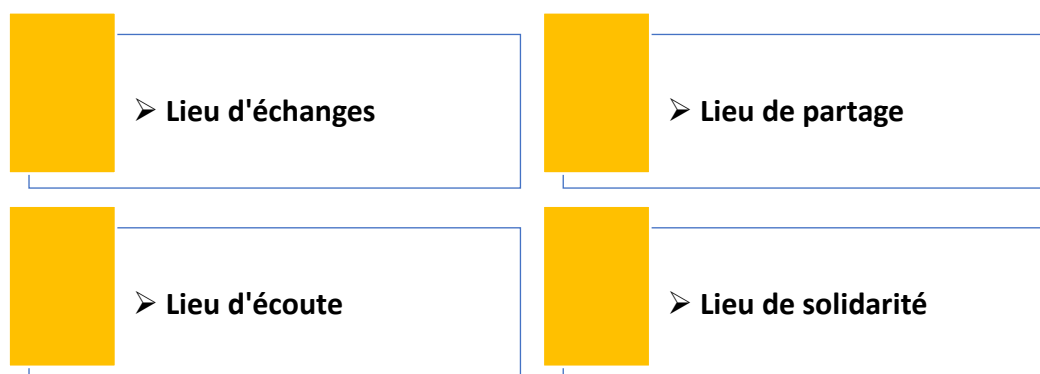 ➢ Lieu d'échanges
➢ Lieu de partage
➢ Lieu d'écoute
➢ Lieu de solidarité